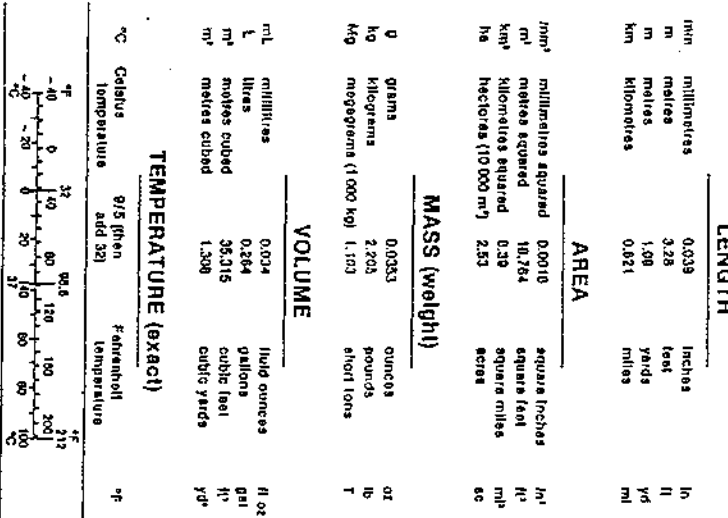 LENGTH
mm millimetres 0.039 inches in
m metres 3.28 feet ft
m metres 1.09 yards yd
km kilometres 0.621 miles mi
AREA
mm² millimetres squared 0.0016 square inches in²
m² metres squared 10.764 square feet ft²
km² kilometres squared 0.39 square miles mi²
ha hectores (10 000 m²) 2.53 acres ac
MASS (weight)
g grams 0.0353 ounces oz
kg kilograms 2.205 pounds lb
Mg megagrams (1 000 kg) 1.103 short tons T
VOLUME
mL millilitres 0.034 fluid ounces fl oz
L litres 0.264 gallons gal
m³ metres cubed 35.315 cubic feet ft³
m³ metres cubed 1.308 cubic yards yd³
TEMPERATURE (exact)
°C Celsius temperature 9/5 (then add 32) Fahrenheit temperature °F
°F -40 0 32 40 80 98.6 120 160 200 212 °F
°C -40 -20 0 20 37 40 60 80 100 °C